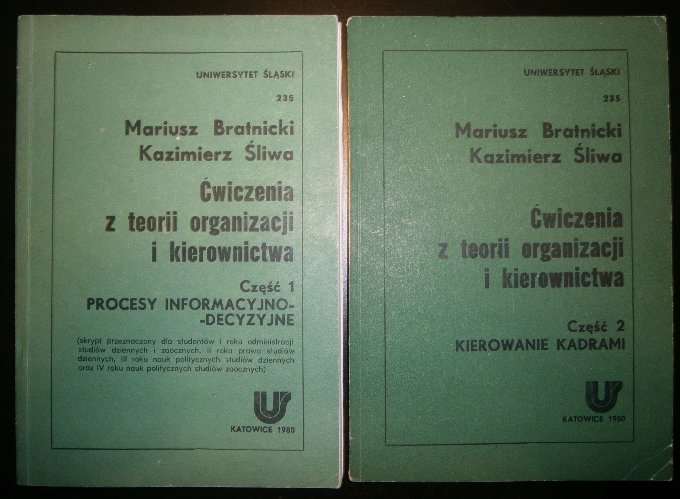 UNIWERSYTET ŚLĄSKI
235
Mariusz Bratnicki
Kazimierz Śliwa
Ćwiczenia
z teorii organizacji
i kierownictwa
Część 1
PROCESY INFORMACYJNO-
-DECYZYJNE
(skrypt przeznaczony dla studentów I roku administracji
studiów dziennych i zaocznych, II roku prawa studiów
dziennych, III roku nauk politycznych studiów dziennych
oraz IV roku nauk politycznych studiów zaocznych)
US
KATOWICE 1980
UNIWERSYTET ŚLĄSKI
235
Mariusz Bratnicki
Kazimierz Śliwa
Ćwiczenia
z teorii organizacji
i kierownictwa
Część 2
KIEROWANIE KADRAMI
US
KATOWICE 1980